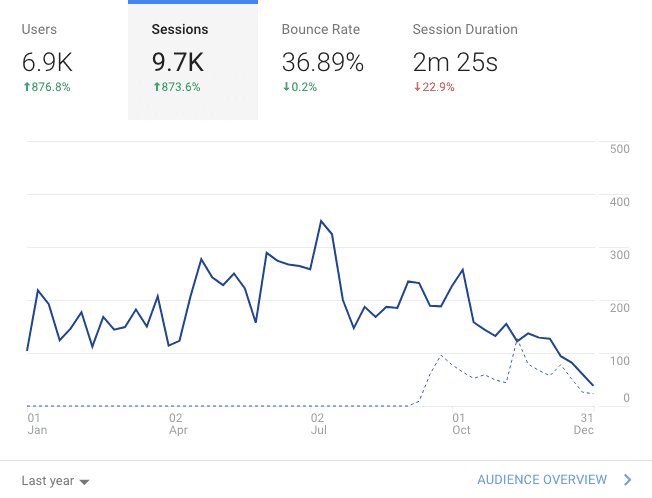 Users
6.9K
↑876.8%
Sessions
9.7K
↑873.6%
Bounce Rate
36.89%
↓0.2%
Session Duration
2m 25s
↓22.9%
500
400
300
200
100
0
01
Jan
02
Apr
02
Jul
01
Oct
31
Dec
Last year
AUDIENCE OVERVIEW